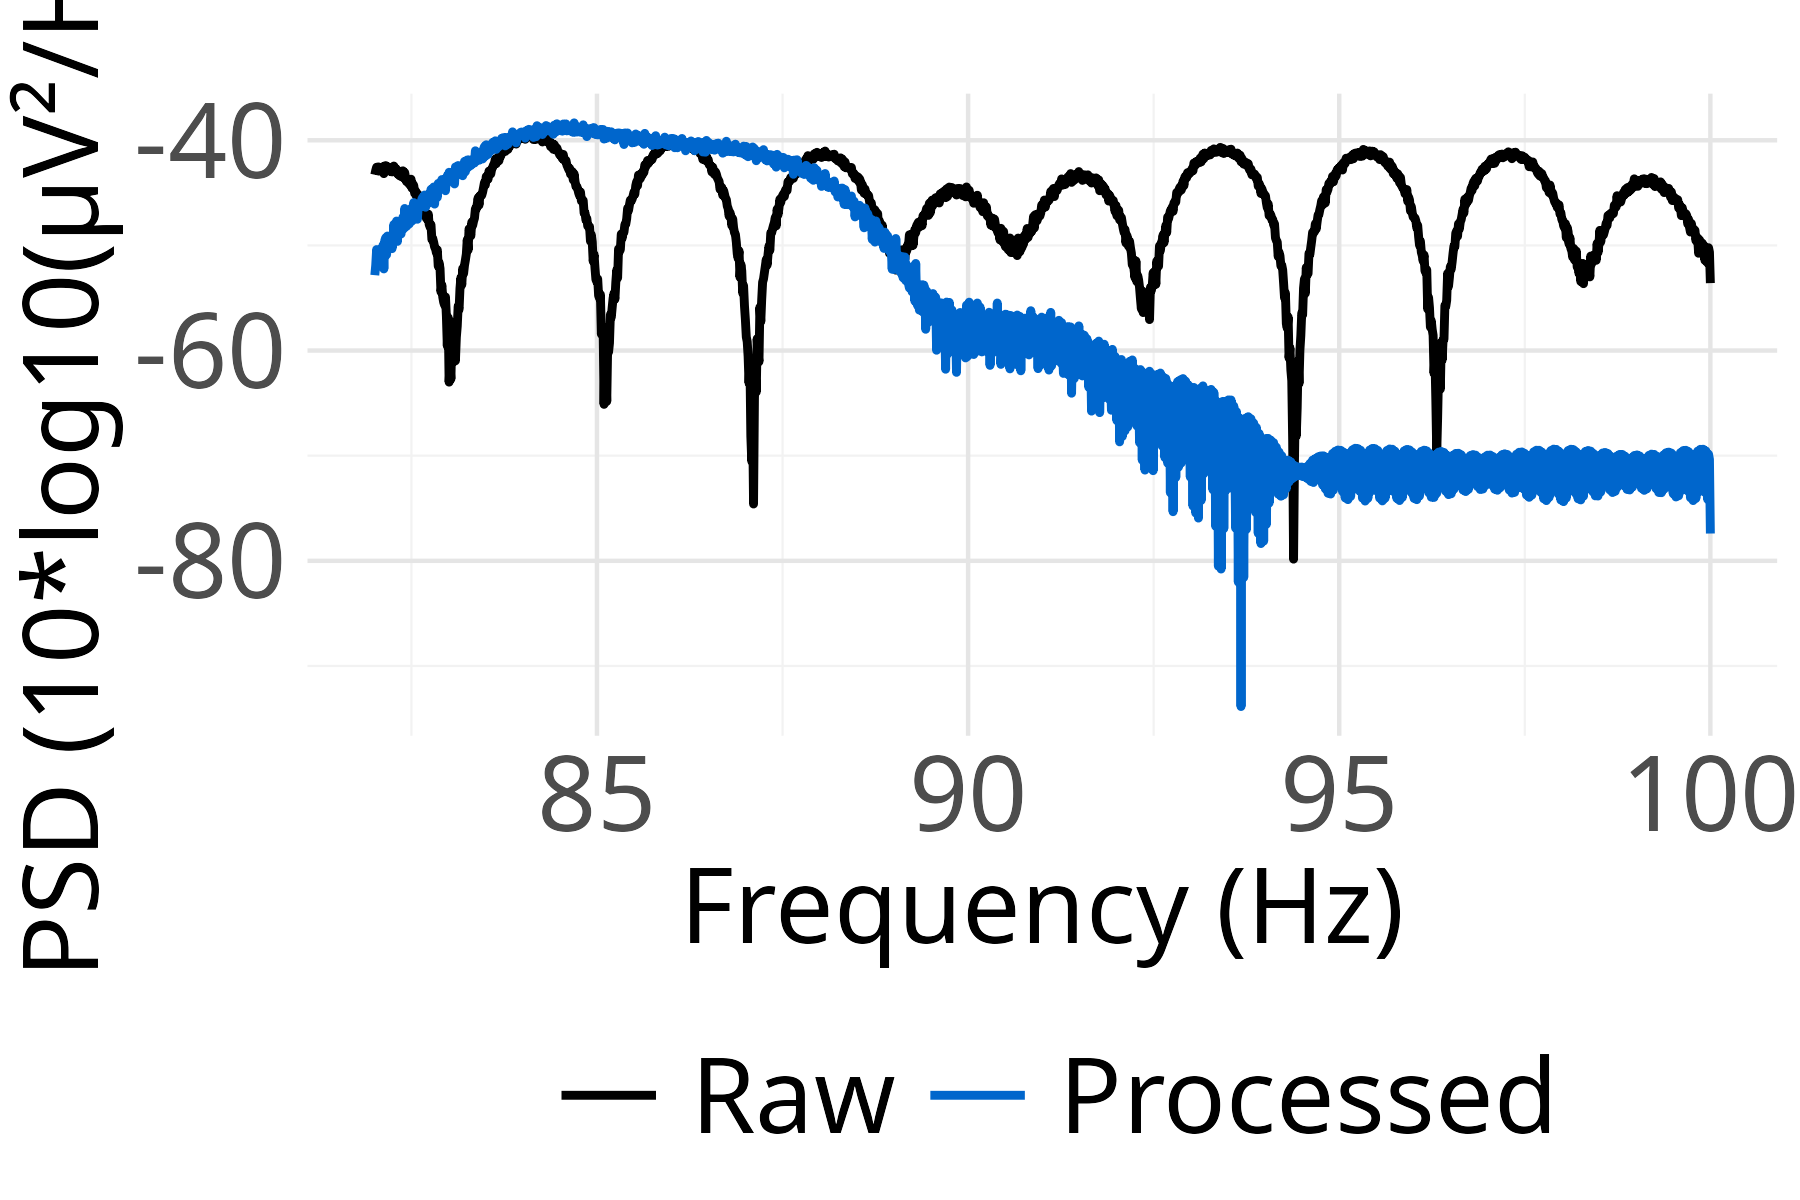 PSD (10*log10(µV²/H
-40
-60
-80
85 90 95 100
Frequency (Hz)
Raw Processed